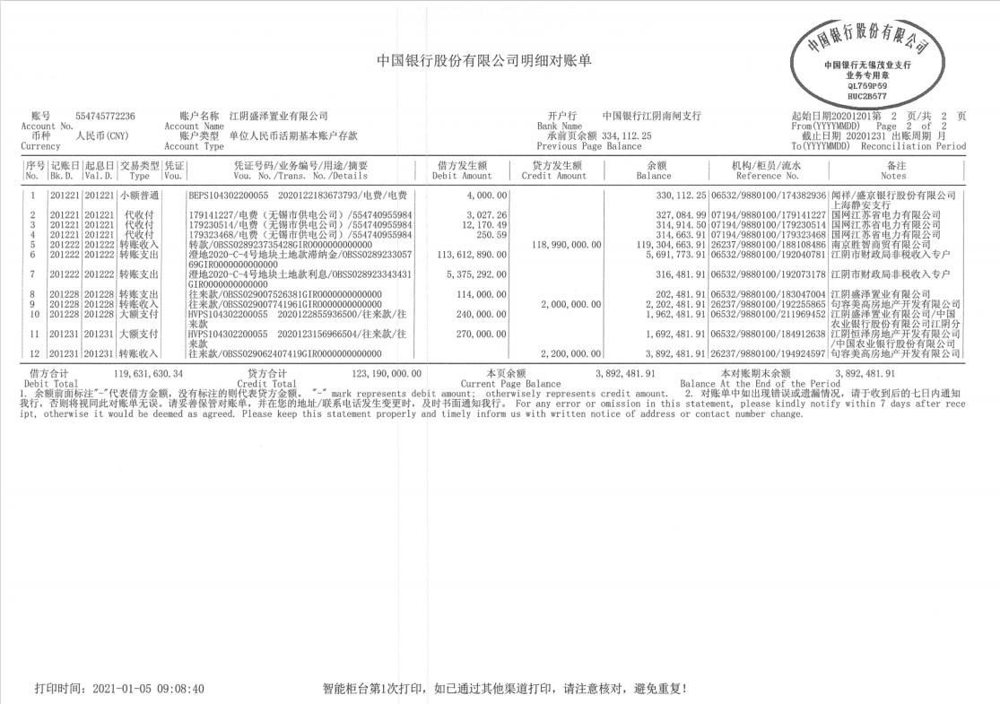 中国银行股份有限公司
中国银行无锡茂业支行
业务专用章
QL759P59
HUC2B577
中国银行股份有限公司明细对账单
账号 554745772236 账户名称 江阴盛泽置业有限公司 开户行 中国银行江阴南闸支行 起始日期20201201第 2 页/共 2 页
Account No. Account Name Bank Name From(YYYYMMDD) Page 2 of 2
币种 人民币(CNY) 账户类型 单位人民币活期基本账户存款 承前页余额 334,112.25 截止日期 20201231 出账周期 月
Currency Account Type Previous Page Balance To(YYYYMMDD) Reconciliation Period
序号 记账日 起息日 交易类型 凭证 凭证号码/业务编号/用途/摘要 借方发生额 贷方发生额 余额 机构/柜员/流水 备注
No. Bk.D. Val.D. Type Vou. Vou. No./Trans. No./Details Debit Amount Credit Amount Balance Reference No. Notes
1 201221 201221 小额普通 BEPS104302200055 2020122183673793/电费/电费 4,000.00 330,112.25 06532/9880100/174382936 闻祥/盛京银行股份有限公司
上海静安支行
2 201221 201221 代收付 179141227/电费（无锡市供电公司）/554740955984 3,027.26 327,084.99 07194/9880100/179141227 国网江苏省电力有限公司
3 201221 201221 代收付 179230514/电费（无锡市供电公司）/554740955984 12,170.49 314,914.50 07194/9880100/179230514 国网江苏省电力有限公司
4 201221 201221 代收付 179323468/电费（无锡市供电公司）/554740955984 250.59 314,663.91 07194/9880100/179323468 国网江苏省电力有限公司
5 201222 201222 转账收入 转款/OBSS028923735428GIR0000000000000 118,990,000.00 119,304,663.91 26237/9880100/188108486 南京胜智商贸有限公司
6 201222 201222 转账支出 澄地2020-C-4号地块土地款滞纳金/OBSS0289233057 113,612,890.00 5,691,773.91 06532/9880100/192040781 江阴市财政局非税收入专户
69GIR0000000000000
7 201222 201222 转账支出 澄地2020-C-4号地块土地款利息/OBSS028923343431 5,375,292.00 316,481.91 06532/9880100/192073178 江阴市财政局非税收入专户
GIR0000000000000
8 201228 201228 转账支出 往来款/OBSS029007526381GIR0000000000000 114,000.00 202,481.91 06532/9880100/183047004 江阴盛泽置业有限公司
9 201228 201228 转账收入 往来款/OBSS029007741961GIR0000000000000 2,000,000.00 2,202,481.91 26237/9880100/192255865 句容美高房地产开发有限公司
10 201228 201228 大额支付 HVPS104302200055 2020122855936500/往来款/往 240,000.00 1,962,481.91 06532/9880100/211969452 江阴盛泽置业有限公司/中国
来款 农业银行股份有限公司江阴分
11 201231 201231 大额支付 HVPS104302200055 2020123156966504/往来款/往 270,000.00 1,692,481.91 06532/9880100/184912638 江阴恒泽房地产开发有限公司
来款 /中国农业银行股份有限公司
12 201231 201231 转账收入 往来款/OBSS029062407419GIR0000000000000 2,200,000.00 3,892,481.91 26237/9880100/194924597 句容美高房地产开发有限公司
借方合计 119,631,630.34 贷方合计 123,190,000.00 本页余额 3,892,481.91 本对账期末余额 3,892,481.91
Debit Total Credit Total Current Page Balance Balance At the End of the Period
1. 余额前面标注"-"代表借方金额，没有标注的则代表贷方金额。 "-" mark represents debit amount; otherwisely represents credit amount. 2. 对账单中如出现错误或遗漏情况，请于收到后的七日内通知
我行，否则将视同此对账单无误。请妥善保管对账单，并在您的地址/联系电话发生变更时，及时书面通知我行。 For any error or omission in this statement, please kindly notify within 7 days after rece
ipt, otherwise it would be deemed as agreed. Please keep this statement properly and timely inform us with written notice of address or contact number change.
打印时间：2021-01-05 09:08:40 智能柜台第1次打印，如已通过其他渠道打印，请注意核对，避免重复！